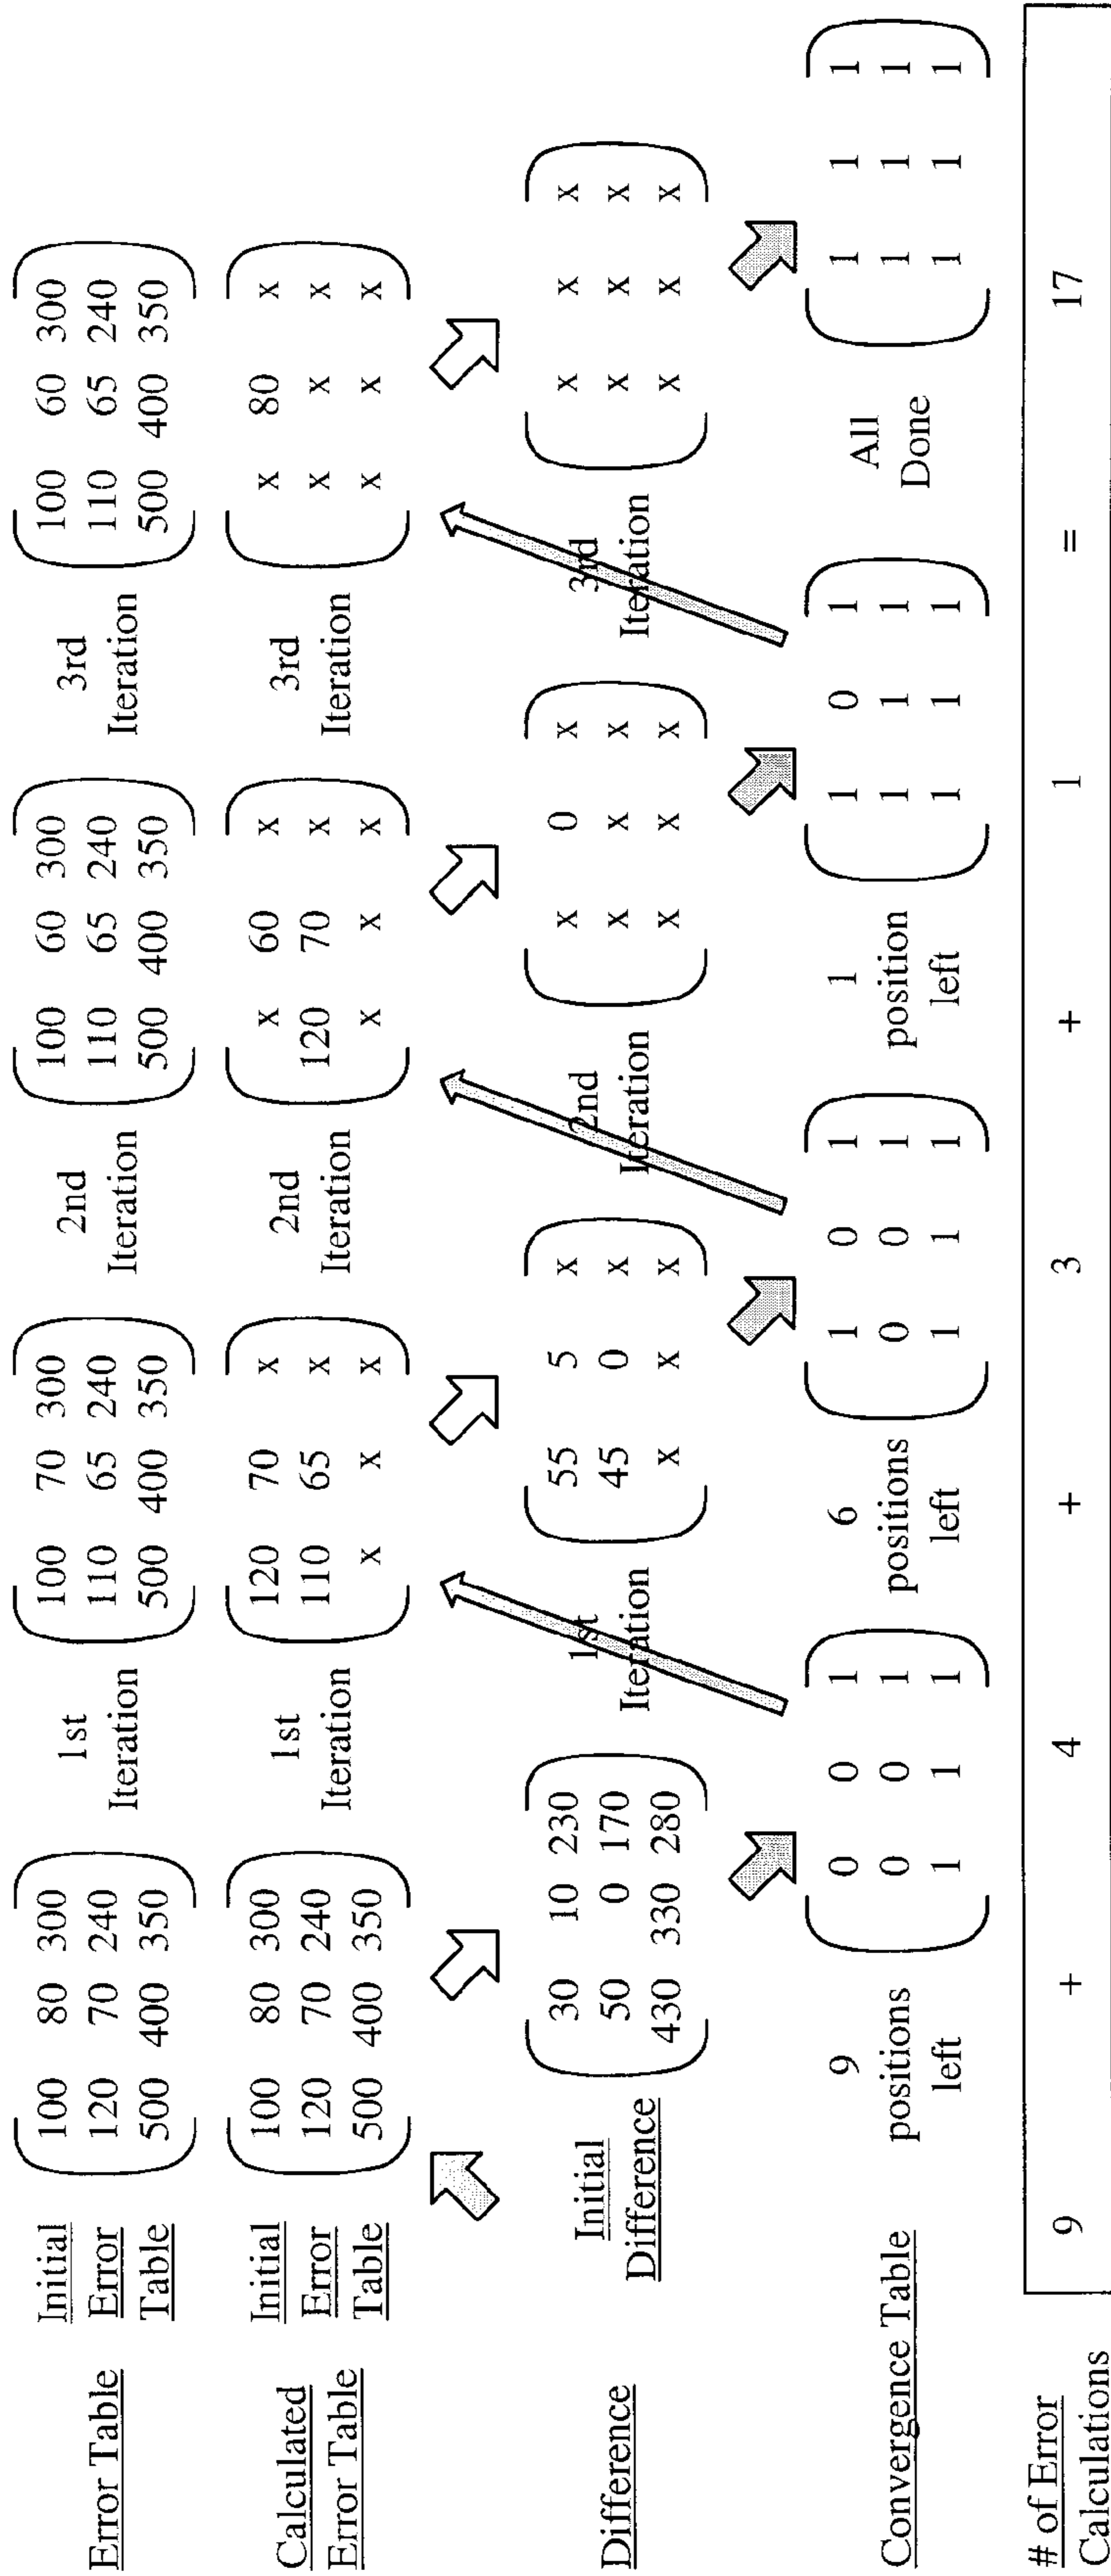 Error Table
Initial
Error
Table
100 80 300
120 70 240
500 400 350
1st
Iteration
100 70 300
110 65 240
500 400 350
2nd
Iteration
100 60 300
110 65 240
500 400 350
3rd
Iteration
100 60 300
110 65 240
500 400 350
Calculated
Error Table
Initial
Error
Table
100 80 300
120 70 240
500 400 350
1st
Iteration
120 70 x
110 65 x
x x x
2nd
Iteration
x 60 x
120 70 x
x x x
3rd
Iteration
x 80 x
x x x
x x x
Difference
Initial
Difference
30 10 230
50 0 170
430 330 280
1st
Iteration
55 5 x
45 0 x
x x x
2nd
Iteration
x 0 x
x x x
x x x
3rd
Iteration
x x x
x x x
x x x
Convergence Table
9
positions
left
0 0 1
0 0 1
1 1 1
6
positions
left
1 0 1
0 0 1
1 1 1
1
position
left
1 0 1
1 1 1
1 1 1
All
Done
1 1 1
1 1 1
1 1 1
# of Error
Calculations
9 + 4 + 3 + 1 = 17